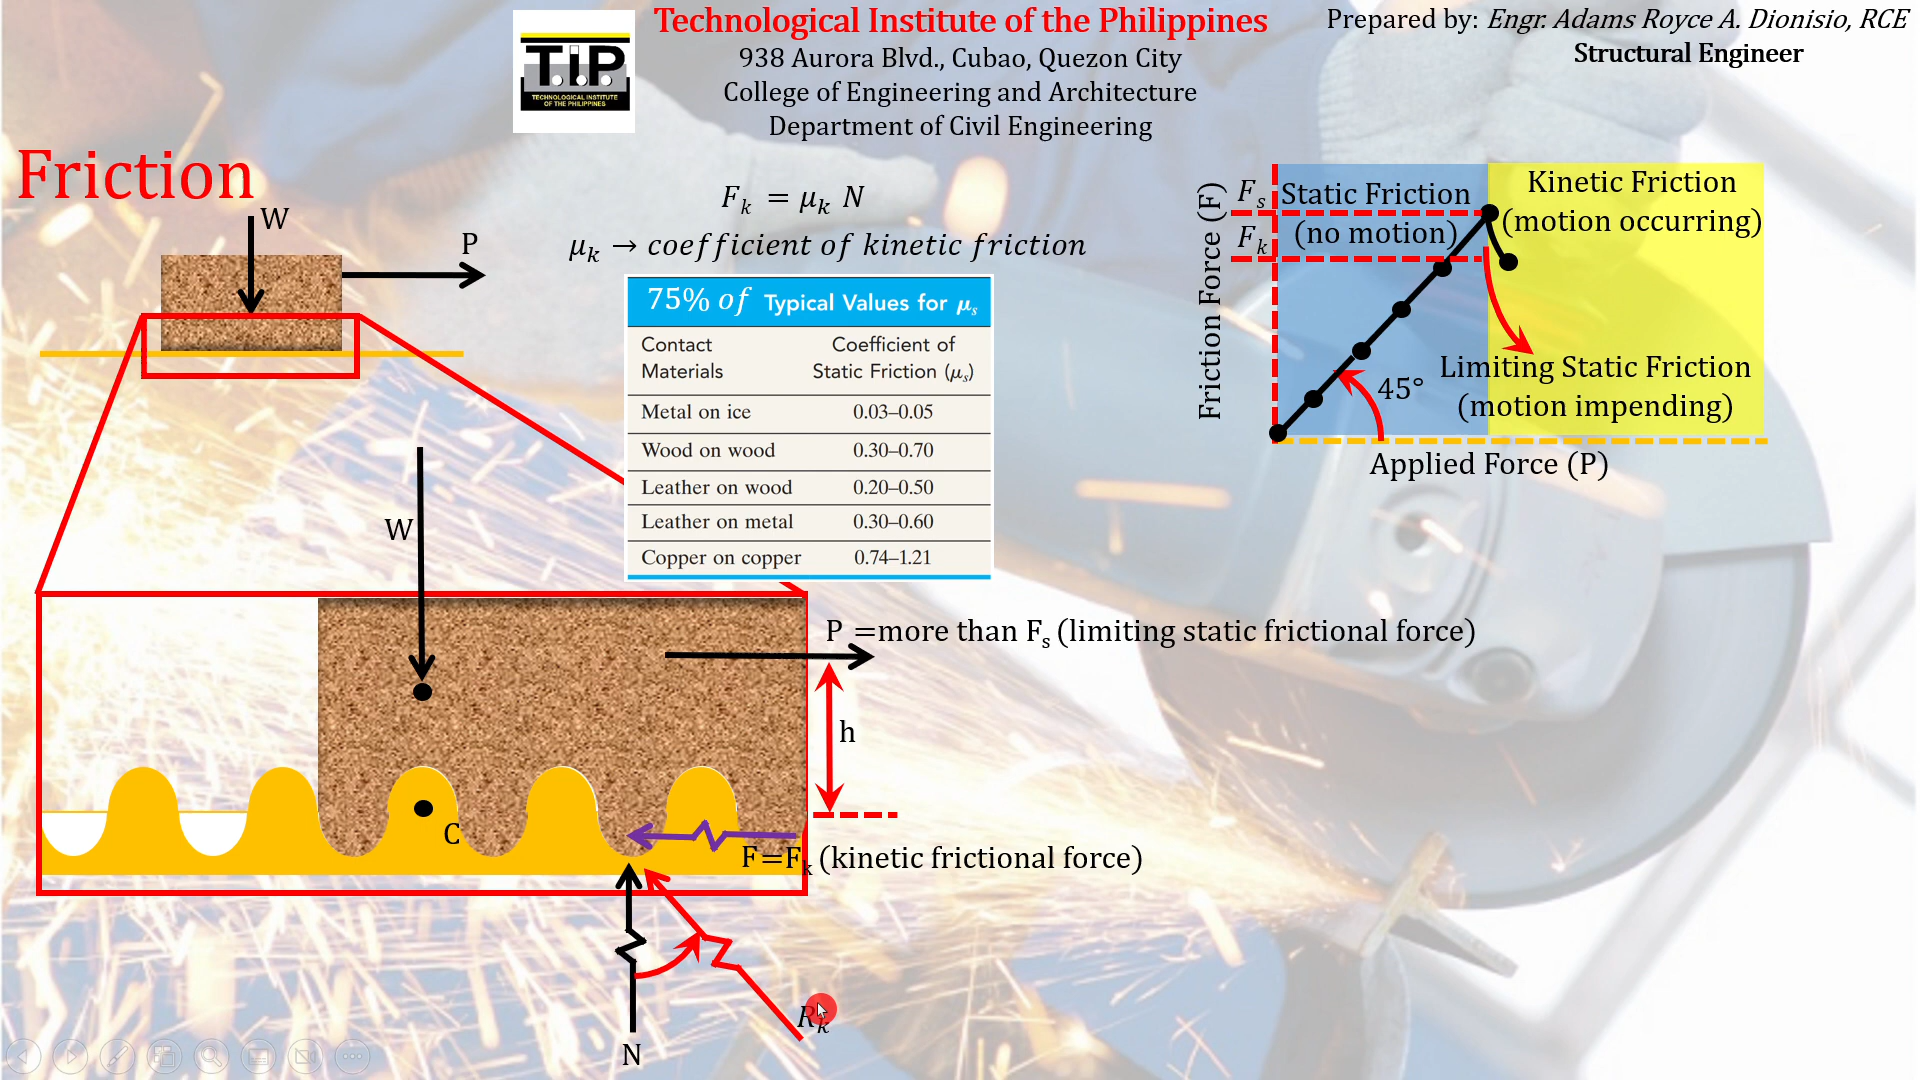 Technological Institute of the Philippines
938 Aurora Blvd., Cubao, Quezon City
College of Engineering and Architecture
Department of Civil Engineering
T.I.P
TECHNOLOGICAL INSTITUTE
OF THE PHILIPPINES
Prepared by: Engr. Adams Royce A. Dionisio, RCE
Structural Engineer
Friction
W
P
F_k = μ_k N
μ_k → coefficient of kinetic friction
75% of Typical Values for μ_s
Contact Materials | Coefficient of Static Friction (μ_s)
Metal on ice 0.03–0.05
Wood on wood 0.30–0.70
Leather on wood 0.20–0.50
Leather on metal 0.30–0.60
Copper on copper 0.74–1.21
Friction Force (F)
F_s
F_k
Static Friction
(no motion)
Kinetic Friction
(motion occurring)
45°
Limiting Static Friction
(motion impending)
Applied Force (P)
W
P =more than F_s (limiting static frictional force)
h
C
F=F_k (kinetic frictional force)
R_k
N